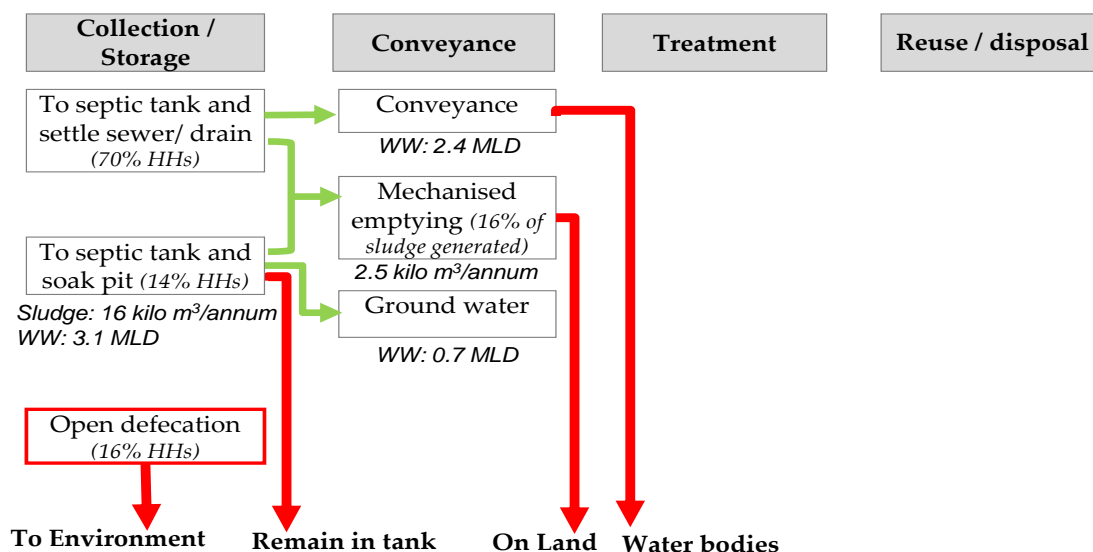 Collection /
Storage
Conveyance
Treatment
Reuse / disposal
To septic tank and
settle sewer/ drain
(70% HHs)
Conveyance
WW: 2.4 MLD
Mechanised
emptying (16% of
sludge generated)
2.5 kilo m³/annum
To septic tank and
soak pit (14% HHs)
Sludge: 16 kilo m³/annum
WW: 3.1 MLD
Ground water
WW: 0.7 MLD
Open defecation
(16% HHs)
To Environment
Remain in tank
On Land
Water bodies